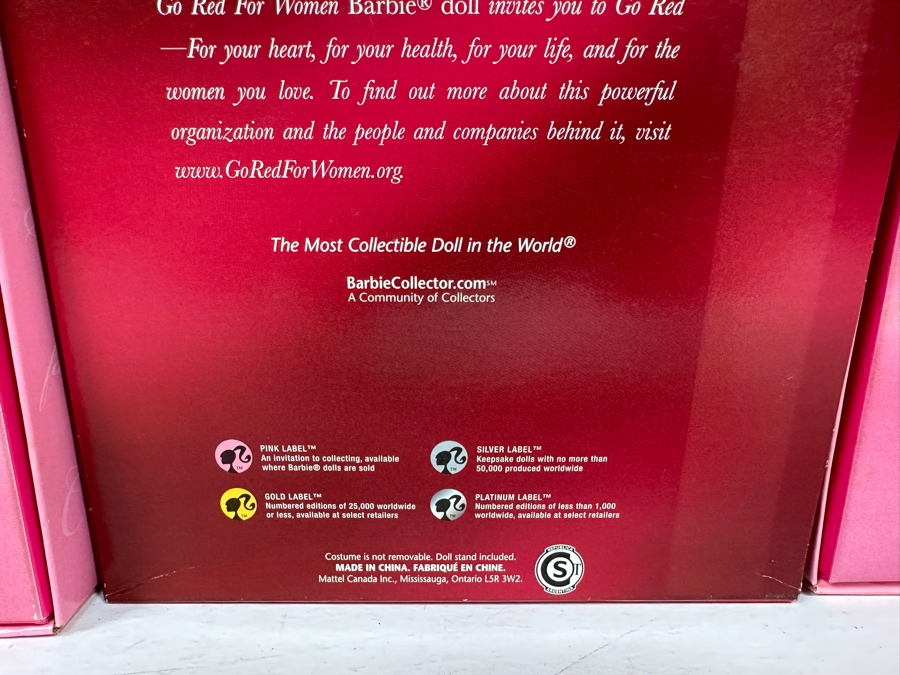 Go Red For Women Barbie® doll invites you to Go Red
—For your heart, for your health, for your life, and for the
women you love. To find out more about this powerful
organization and the people and companies behind it, visit
www.GoRedForWomen.org.
The Most Collectible Doll in the World®
BarbieCollector.com℠
A Community of Collectors
PINK LABEL™
An invitation to collecting, available
where Barbie® dolls are sold
TM
SILVER LABEL™
Keepsake dolls with no more than
50,000 produced worldwide
TM
GOLD LABEL™
Numbered editions of 25,000 worldwide
or less, available at select retailers
TM
PLATINUM LABEL™
Numbered editions of less than 1,000
worldwide, available at select retailers
TM
Costume is not removable. Doll stand included.
MADE IN CHINA. FABRIQUÉ EN CHINE.
Mattel Canada Inc., Mississauga, Ontario L5R 3W2.
REPUBLICA
S
ARGENTINA